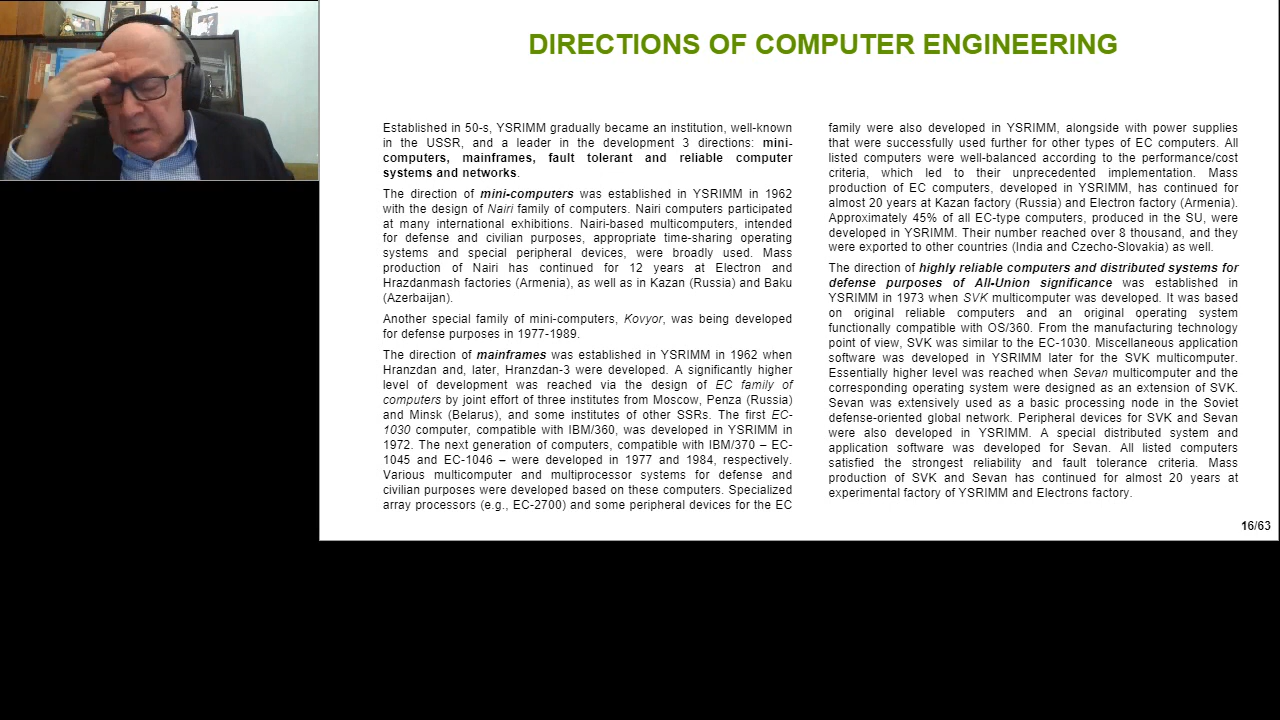 DIRECTIONS OF COMPUTER ENGINEERING
Established in 50-s, YSRIMM gradually became an institution, well-known
in the USSR, and a leader in the development 3 directions: mini-
computers, mainframes, fault tolerant and reliable computer
systems and networks.
The direction of mini-computers was established in YSRIMM in 1962
with the design of Nairi family of computers. Nairi computers participated
at many international exhibitions. Nairi-based multicomputers, intended
for defense and civilian purposes, appropriate time-sharing operating
systems and special peripheral devices, were broadly used. Mass
production of Nairi has continued for 12 years at Electron and
Hrazdanmash factories (Armenia), as well as in Kazan (Russia) and Baku
(Azerbaijan).
Another special family of mini-computers, Kovyor, was being developed
for defense purposes in 1977-1989.
The direction of mainframes was established in YSRIMM in 1962 when
Hranzdan and, later, Hranzdan-3 were developed. A significantly higher
level of development was reached via the design of EC family of
computers by joint effort of three institutes from Moscow, Penza (Russia)
and Minsk (Belarus), and some institutes of other SSRs. The first EC-
1030 computer, compatible with IBM/360, was developed in YSRIMM in
1972. The next generation of computers, compatible with IBM/370 – EC-
1045 and EC-1046 – were developed in 1977 and 1984, respectively.
Various multicomputer and multiprocessor systems for defense and
civilian purposes were developed based on these computers. Specialized
array processors (e.g., EC-2700) and some peripheral devices for the EC
family were also developed in YSRIMM, alongside with power supplies
that were successfully used further for other types of EC computers. All
listed computers were well-balanced according to the performance/cost
criteria, which led to their unprecedented implementation. Mass
production of EC computers, developed in YSRIMM, has continued for
almost 20 years at Kazan factory (Russia) and Electron factory (Armenia).
Approximately 45% of all EC-type computers, produced in the SU, were
developed in YSRIMM. Their number reached over 8 thousand, and they
were exported to other countries (India and Czecho-Slovakia) as well.
The direction of highly reliable computers and distributed systems for
defense purposes of All-Union significance was established in
YSRIMM in 1973 when SVK multicomputer was developed. It was based
on original reliable computers and an original operating system
functionally compatible with OS/360. From the manufacturing technology
point of view, SVK was similar to the EC-1030. Miscellaneous application
software was developed in YSRIMM later for the SVK multicomputer.
Essentially higher level was reached when Sevan multicomputer and the
corresponding operating system were designed as an extension of SVK.
Sevan was extensively used as a basic processing node in the Soviet
defense-oriented global network. Peripheral devices for SVK and Sevan
were also developed in YSRIMM. A special distributed system and
application software was developed for Sevan. All listed computers
satisfied the strongest reliability and fault tolerance criteria. Mass
production of SVK and Sevan has continued for almost 20 years at
experimental factory of YSRIMM and Electrons factory.
16/63